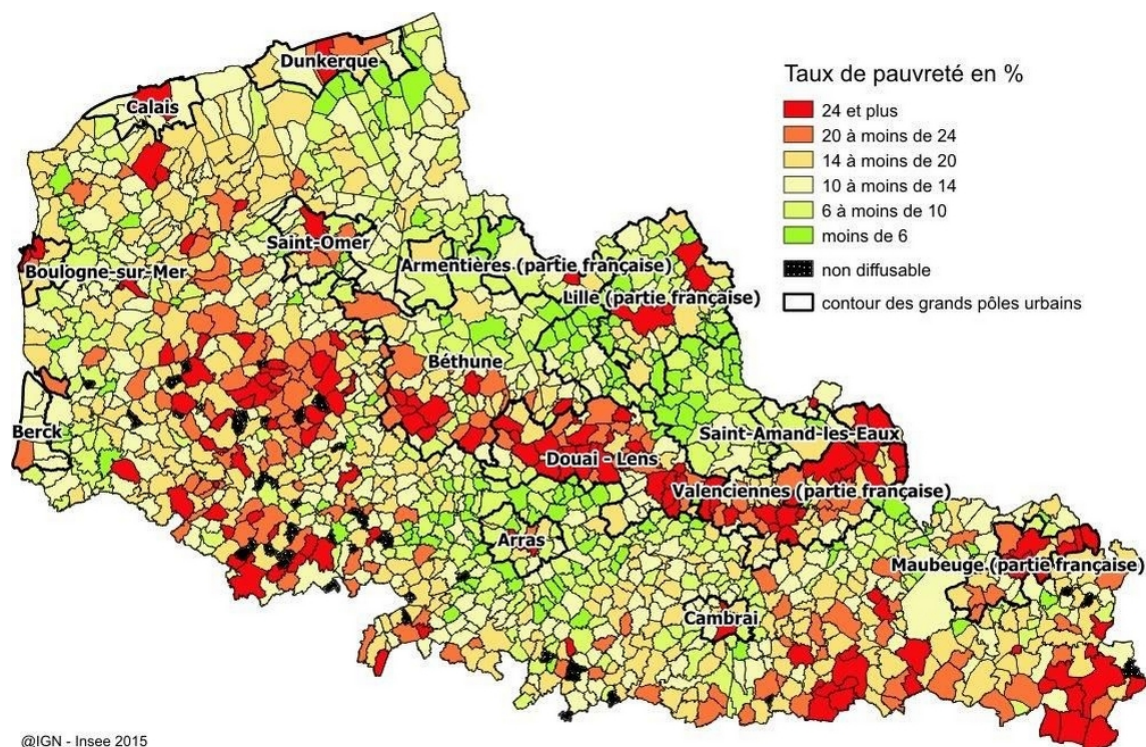 Dunkerque
Calais
Taux de pauvreté en %
24 et plus
20 à moins de 24
14 à moins de 20
10 à moins de 14
6 à moins de 10
moins de 6
non diffusable
contour des grands pôles urbains
Saint-Omer
Boulogne-sur-Mer
Armentières (partie française)
Lille (partie française)
Béthune
Berck
Saint-Amand-les-Eaux
Douai - Lens
Valenciennes (partie française)
Arras
Maubeuge (partie française)
Cambrai
@IGN - Insee 2015